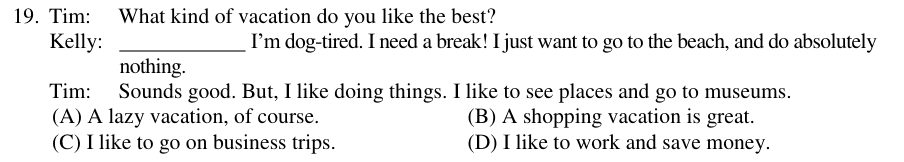 19. Tim: What kind of vacation do you like the best?
Kelly: ____________ I'm dog-tired. I need a break! I just want to go to the beach, and do absolutely
nothing.
Tim: Sounds good. But, I like doing things. I like to see places and go to museums.
(A) A lazy vacation, of course. (B) A shopping vacation is great.
(C) I like to go on business trips. (D) I like to work and save money.